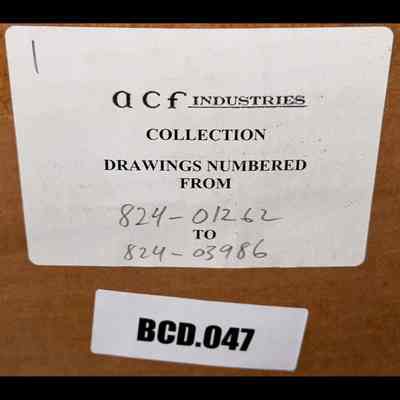 1
acf INDUSTRIES
COLLECTION
DRAWINGS NUMBERED
FROM
824-01262
TO
824-03986
BCD.047